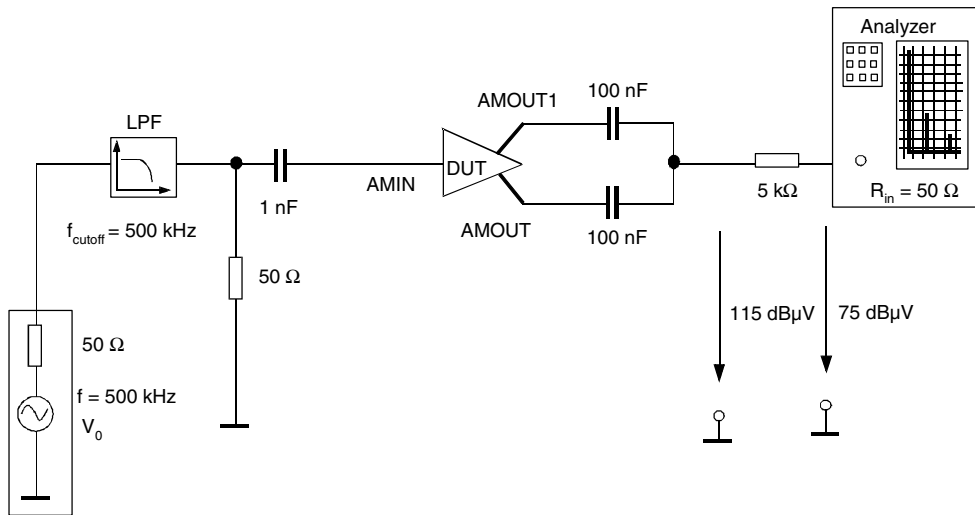 Analyzer
AMOUT1
100 nF
LPF
DUT
AMIN
1 nF
5 kΩ
R_in = 50 Ω
f_cutoff = 500 kHz
AMOUT
100 nF
50 Ω
115 dBµV
75 dBµV
50 Ω
f = 500 kHz
V_0